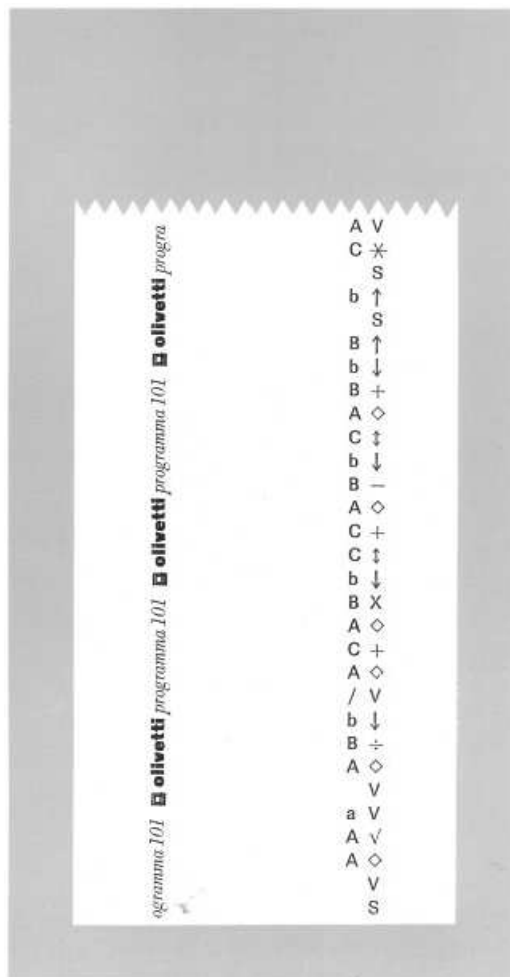 A V
C ✳
S
b ↑
S
B ↑
b ↓
B +
A ◇
C ↕
b ↓
B −
A ◇
C +
C ↕
b ↓
B X
A ◇
C +
A ◇
/ V
b ↓
B ÷
A ◇
V
a V
A √
A ◇
V
S
ogramma 101 olivetti programma 101 olivetti programma 101 olivetti progra